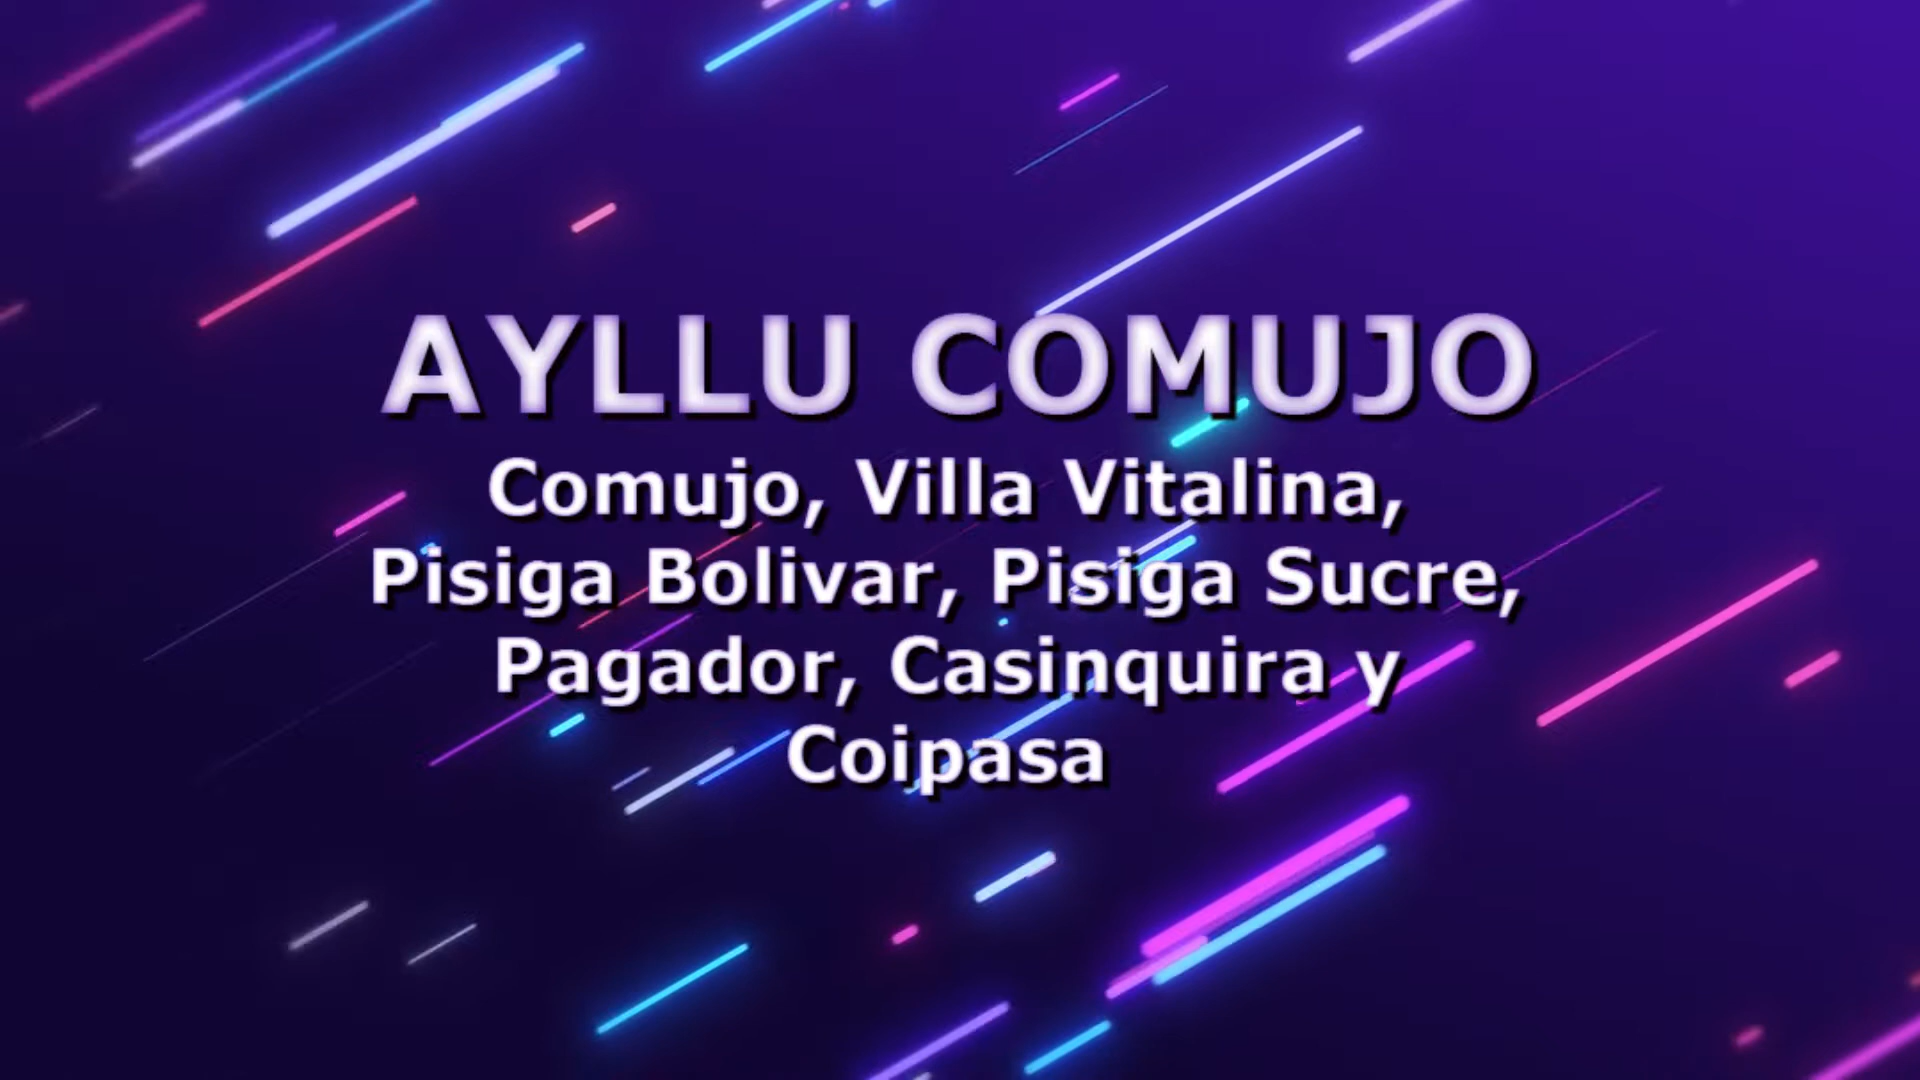 AYLLU COMUJO
Comujo, Villa Vitalina,
Pisiga Bolivar, Pisiga Sucre,
Pagador, Casinquira y
Coipasa